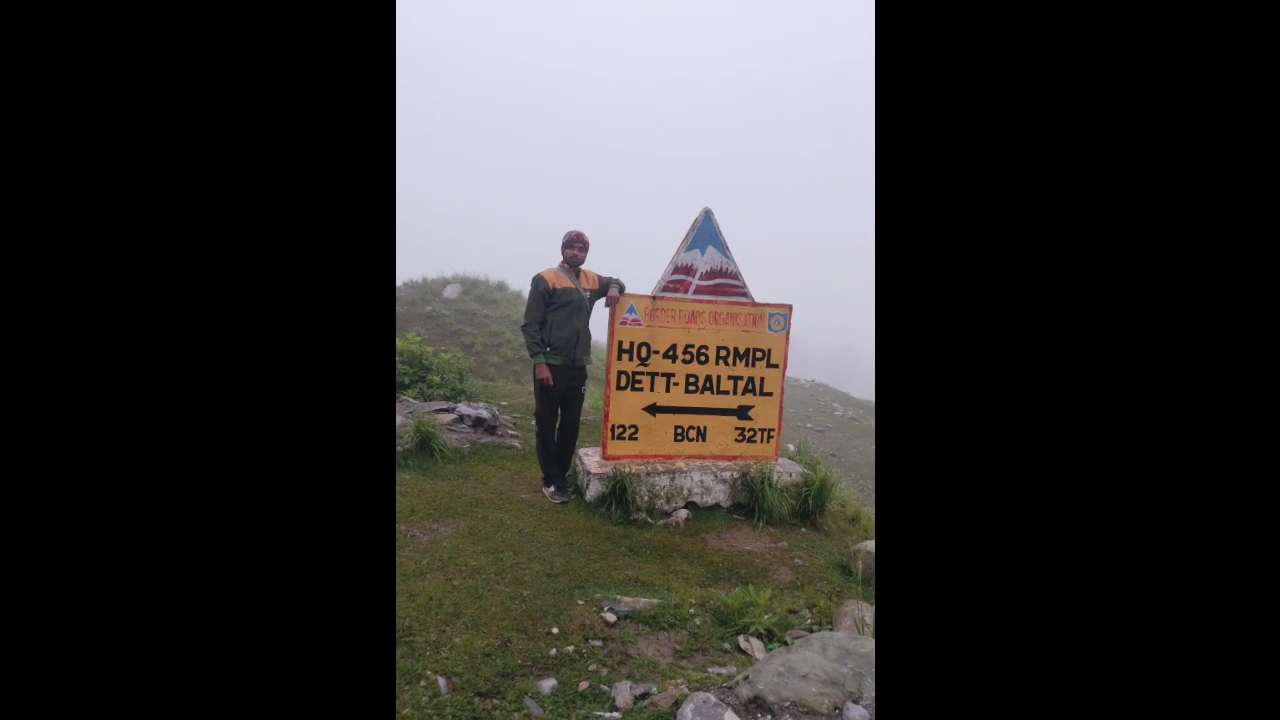 BORDER ROADS ORGANISATION
HQ-456 RMPL
DETT-BALTAL
122 BCN 32TF